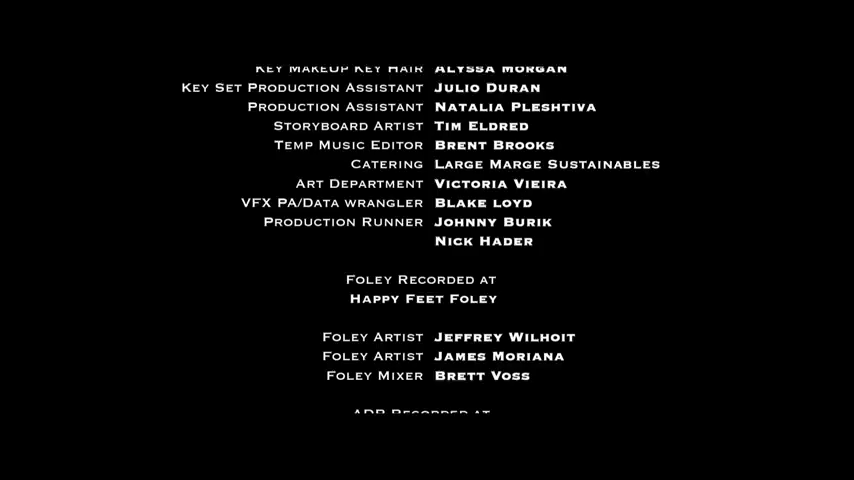 Key Makeup Key Hair Alyssa Morgan
Key Set Production Assistant Julio Duran
Production Assistant Natalia Pleshtiva
Storyboard Artist Tim Eldred
Temp Music Editor Brent Brooks
Catering Large Marge Sustainables
Art Department Victoria Vieira
VFX PA/Data wrangler Blake loyd
Production Runner Johnny Burik
Nick Hader
Foley Recorded at
Happy Feet Foley
Foley Artist Jeffrey Wilhoit
Foley Artist James Moriana
Foley Mixer Brett Voss
ADR Recorded at